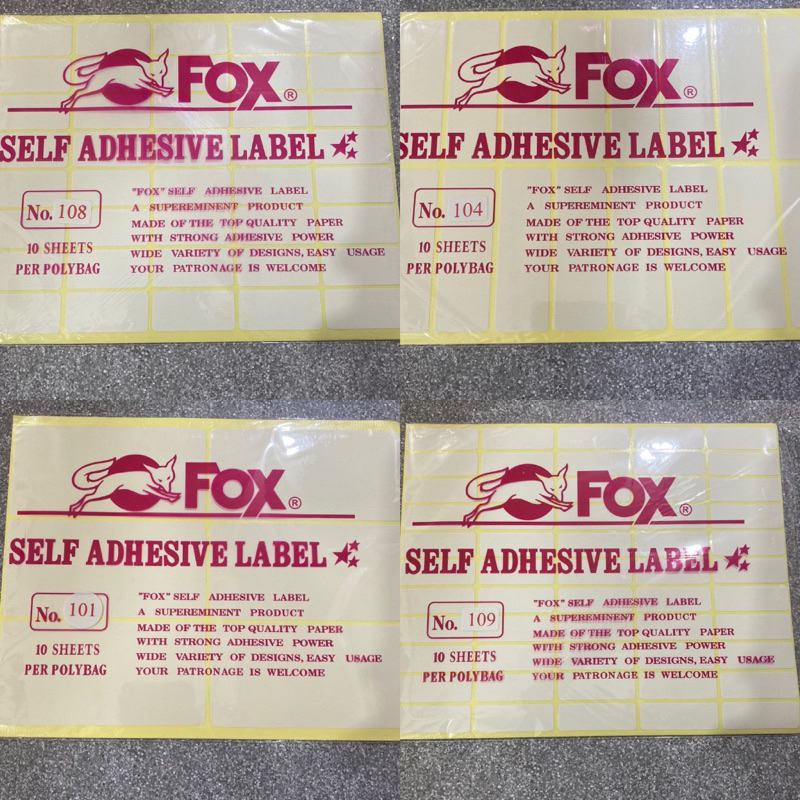 FOX®
SELF ADHESIVE LABEL
No. 108
10 SHEETS
PER POLYBAG
"FOX" SELF ADHESIVE LABEL
A SUPEREMINENT PRODUCT
MADE OF THE TOP QUALITY PAPER
WITH STRONG ADHESIVE POWER
WIDE VARIETY OF DESIGNS, EASY USAGE
YOUR PATRONAGE IS WELCOME
FOX®
SELF ADHESIVE LABEL
No. 104
10 SHEETS
PER POLYBAG
"FOX" SELF ADHESIVE LABEL
A SUPEREMINENT PRODUCT
MADE OF THE TOP QUALITY PAPER
WITH STRONG ADHESIVE POWER
WIDE VARIETY OF DESIGNS, EASY USAGE
YOUR PATRONAGE IS WELCOME
FOX®
SELF ADHESIVE LABEL
No. 101
10 SHEETS
PER POLYBAG
"FOX" SELF ADHESIVE LABEL
A SUPEREMINENT PRODUCT
MADE OF THE TOP QUALITY PAPER
WITH STRONG ADHESIVE POWER
WIDE VARIETY OF DESIGNS, EASY USAGE
YOUR PATRONAGE IS WELCOME
FOX®
SELF ADHESIVE LABEL
No. 109
10 SHEETS
PER POLYBAG
"FOX" SELF ADHESIVE LABEL
A SUPEREMINENT PRODUCT
MADE OF THE TOP QUALITY PAPER
WITH STRONG ADHESIVE POWER
WIDE VARIETY OF DESIGNS, EASY USAGE
YOUR PATRONAGE IS WELCOME